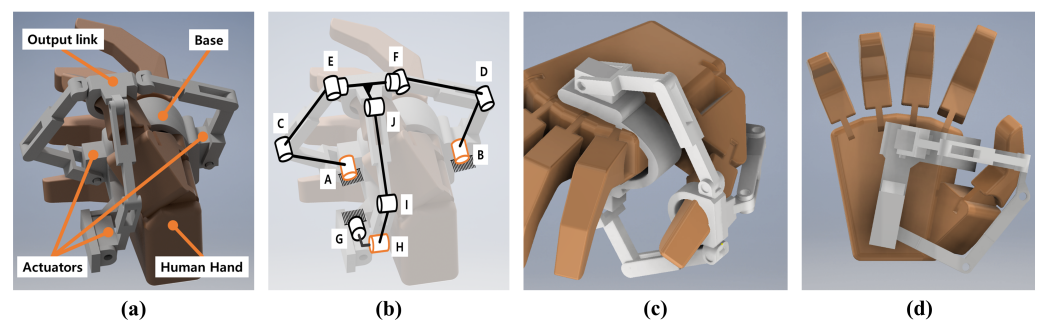 Output link
Base
Actuators
Human Hand
E
F
D
C
J
A
B
I
G
H
(a)
(b)
(c)
(d)